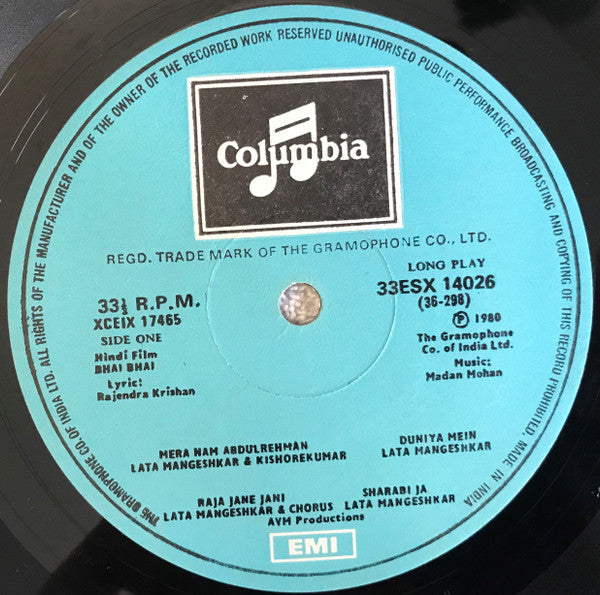 THE GRAMOPHONE CO. OF INDIA LTD. ALL RIGHTS OF THE MANUFACTURER AND OF THE OWNER OF THE RECORDED WORK RESERVED UNAUTHORISED PUBLIC PERFORMANCE BROADCASTING AND COPYING OF THIS RECORD PROHIBITED. MADE IN INDIA
Columbia
REGD. TRADE MARK OF THE GRAMOPHONE CO., LTD.
LONG PLAY
33⅓ R.P.M.
33ESX 14026
XCEIX 17465
(36-298)
SIDE ONE
℗ 1980
Hindi Film
BHAI BHAI
The Gramophone
Co. of India Ltd.
Lyric:
Rajendra Krishan
Music:
Madan Mohan
MERA NAM ABDULREHMAN
LATA MANGESHKAR & KISHOREKUMAR
DUNIYA MEIN
LATA MANGESHKAR
RAJA JANE JANI
LATA MANGESHKAR & CHORUS
SHARABI JA
LATA MANGESHKAR
AVM Productions
EMI